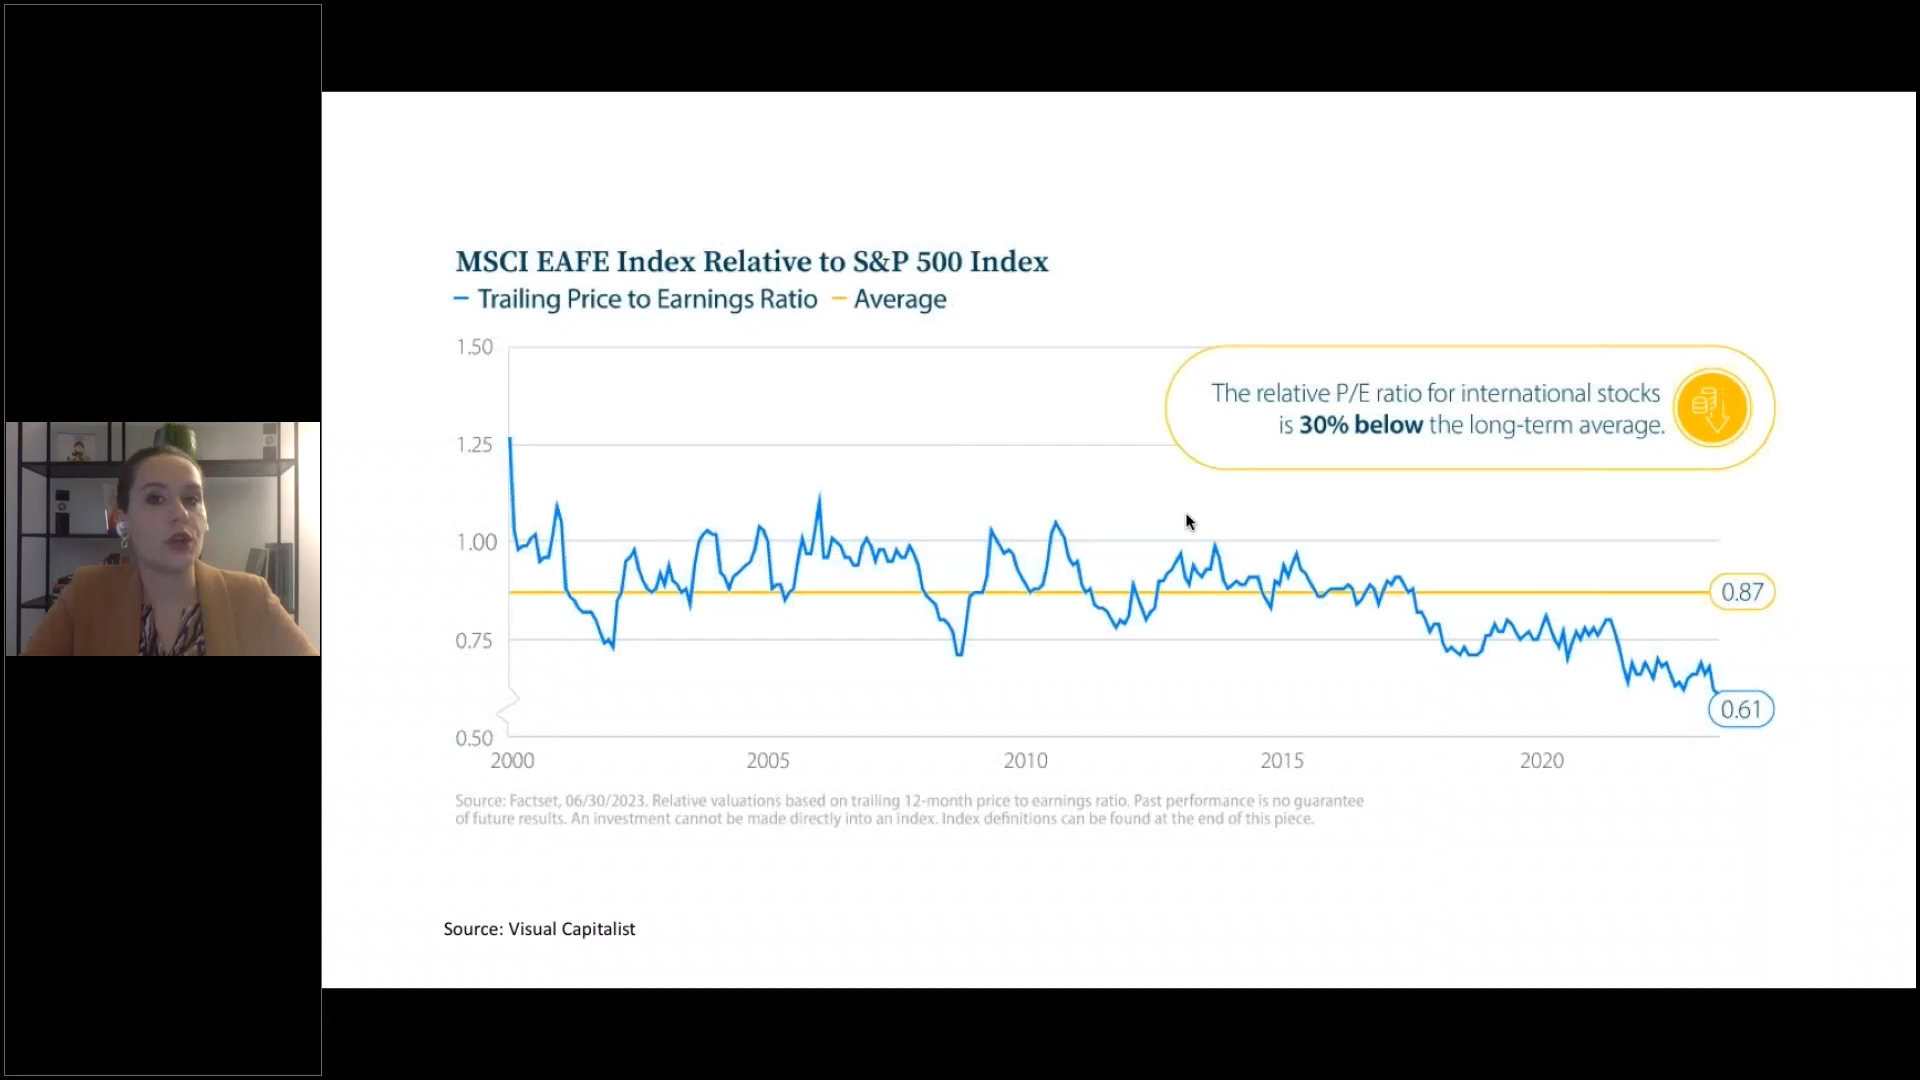 MSCI EAFE Index Relative to S&P 500 Index
Trailing Price to Earnings Ratio Average
1.50
The relative P/E ratio for international stocks
is 30% below the long-term average.
1.25
1.00
0.87
0.75
0.61
0.50
2000 2005 2010 2015 2020
Source: Factset, 06/30/2023. Relative valuations based on trailing 12-month price to earnings ratio. Past performance is no guarantee
of future results. An investment cannot be made directly into an index. Index definitions can be found at the end of this piece.
Source: Visual Capitalist